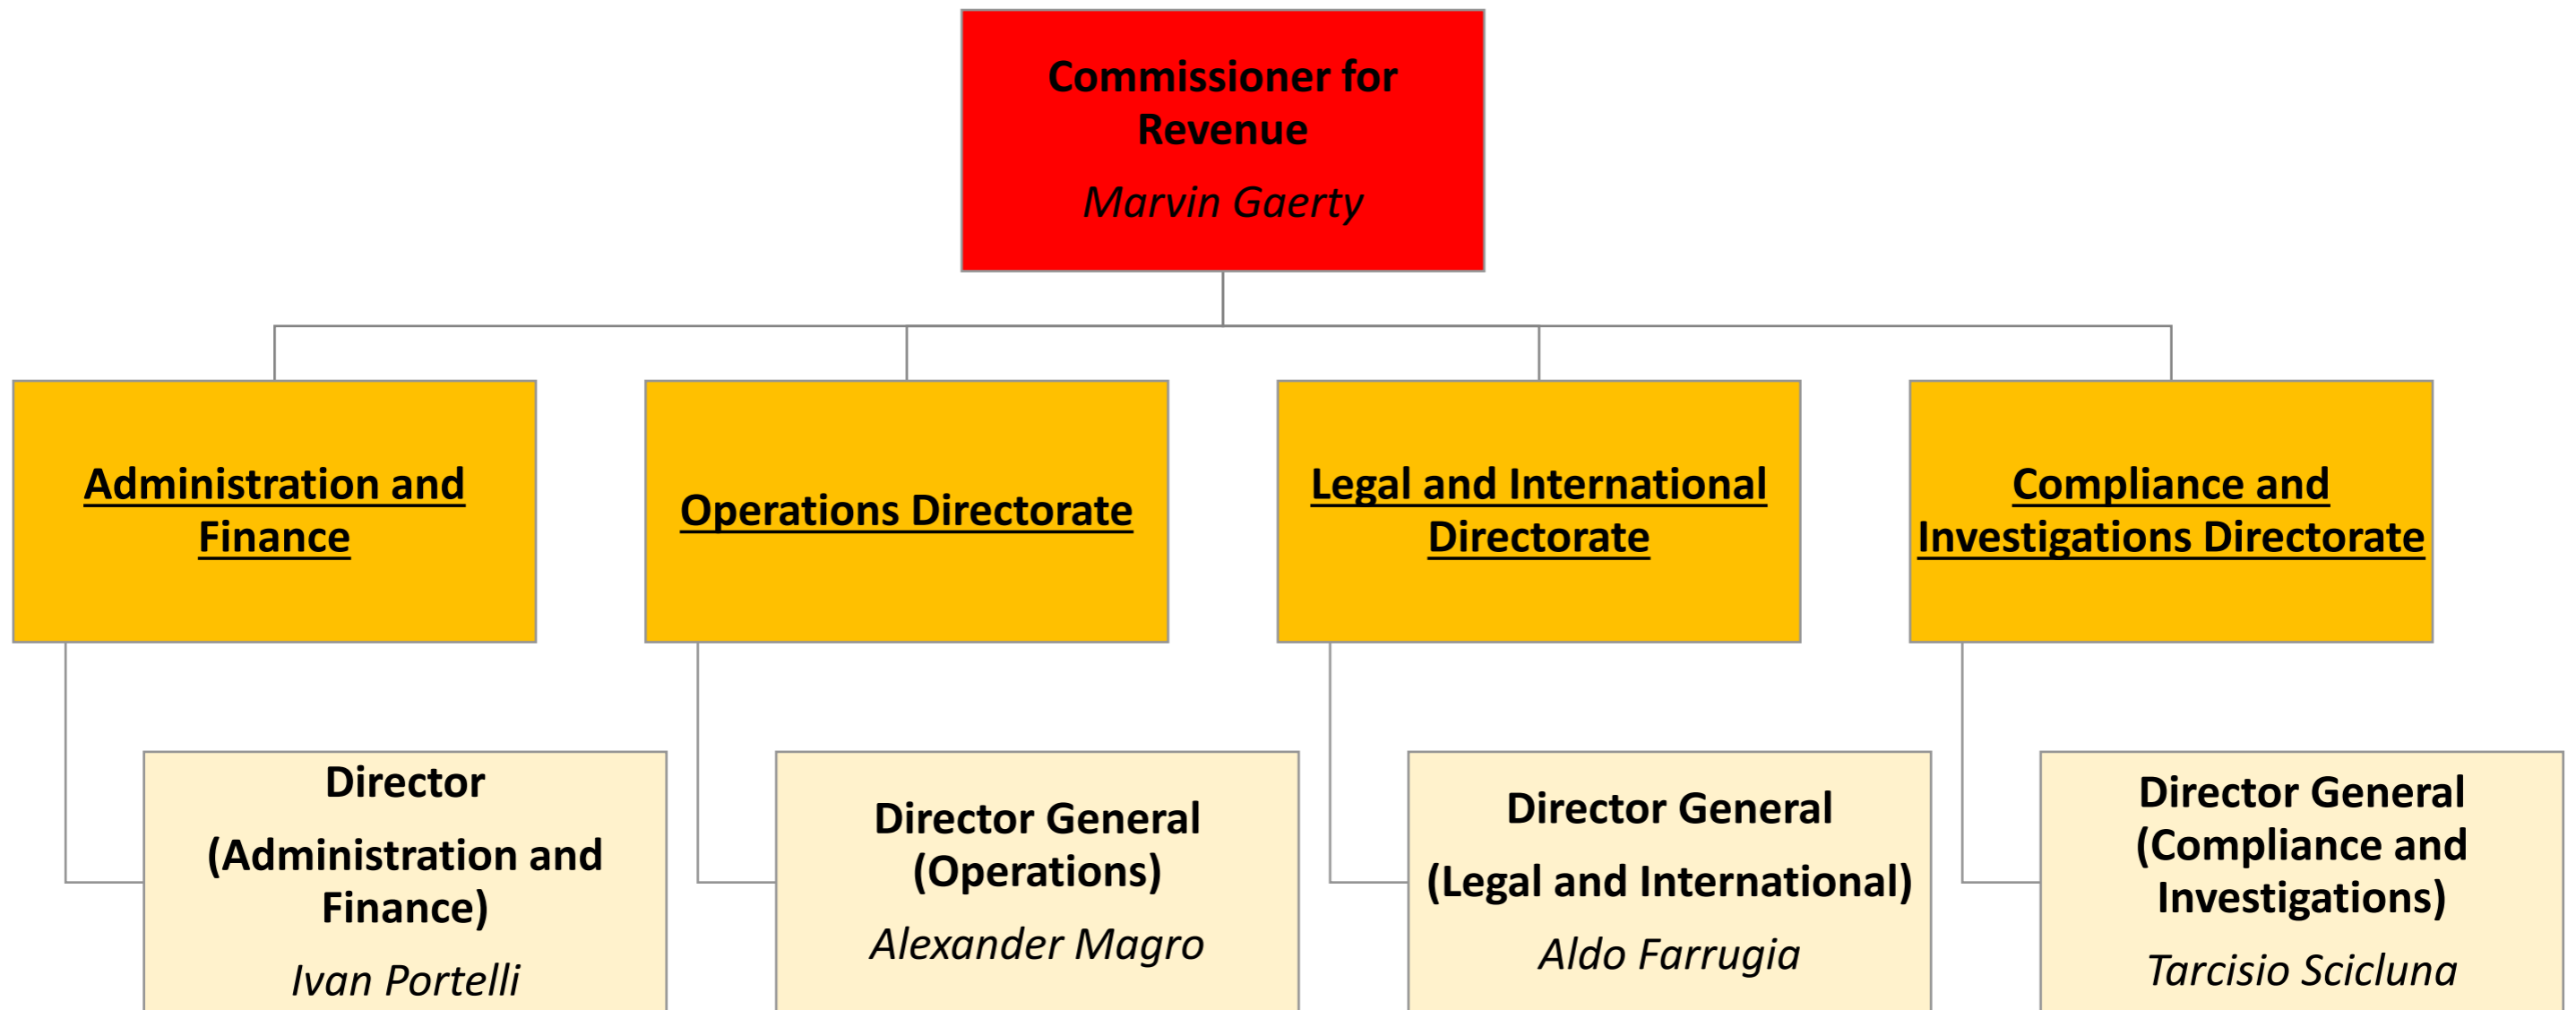 Commissioner for
Revenue
Marvin Gaerty
Administration and
Finance
Operations Directorate
Legal and International
Directorate
Compliance and
Investigations Directorate
Director
(Administration and
Finance)
Ivan Portelli
Director General
(Operations)
Alexander Magro
Director General
(Legal and International)
Aldo Farrugia
Director General
(Compliance and
Investigations)
Tarcisio Scicluna